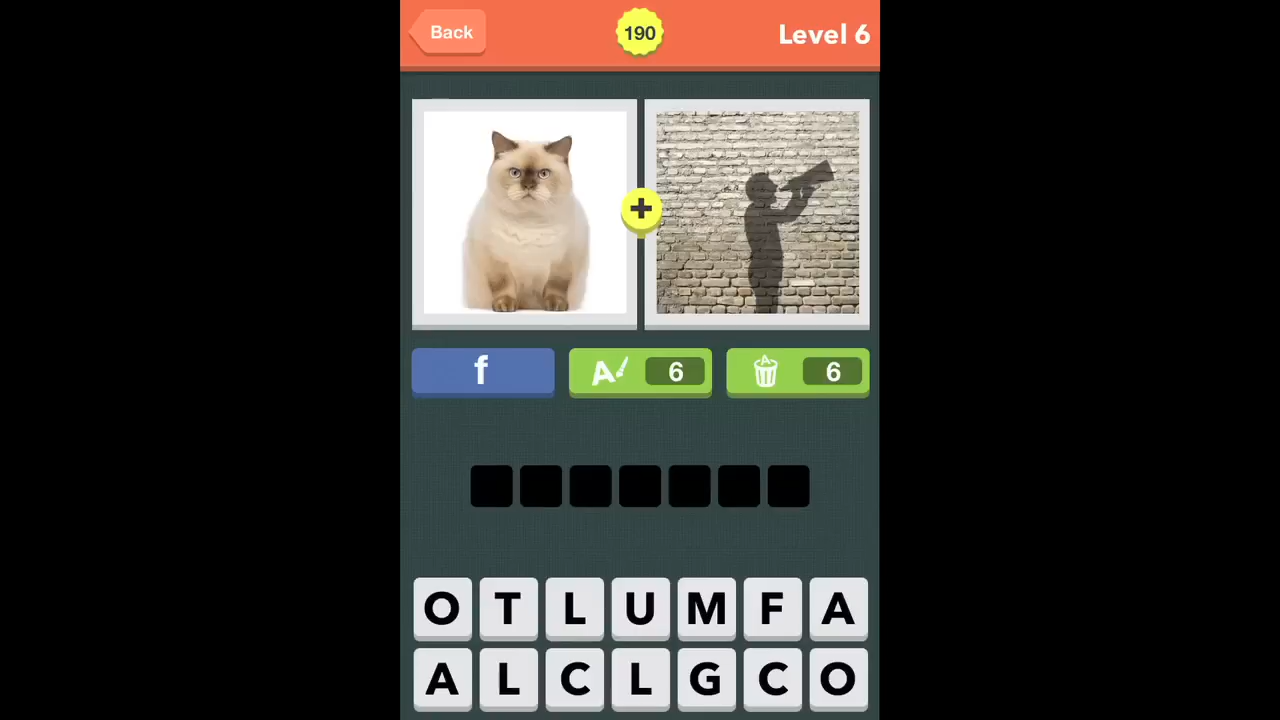 Back 190 Level 6
+
f A 6 A 6
O T L U M F A
A L C L G C O